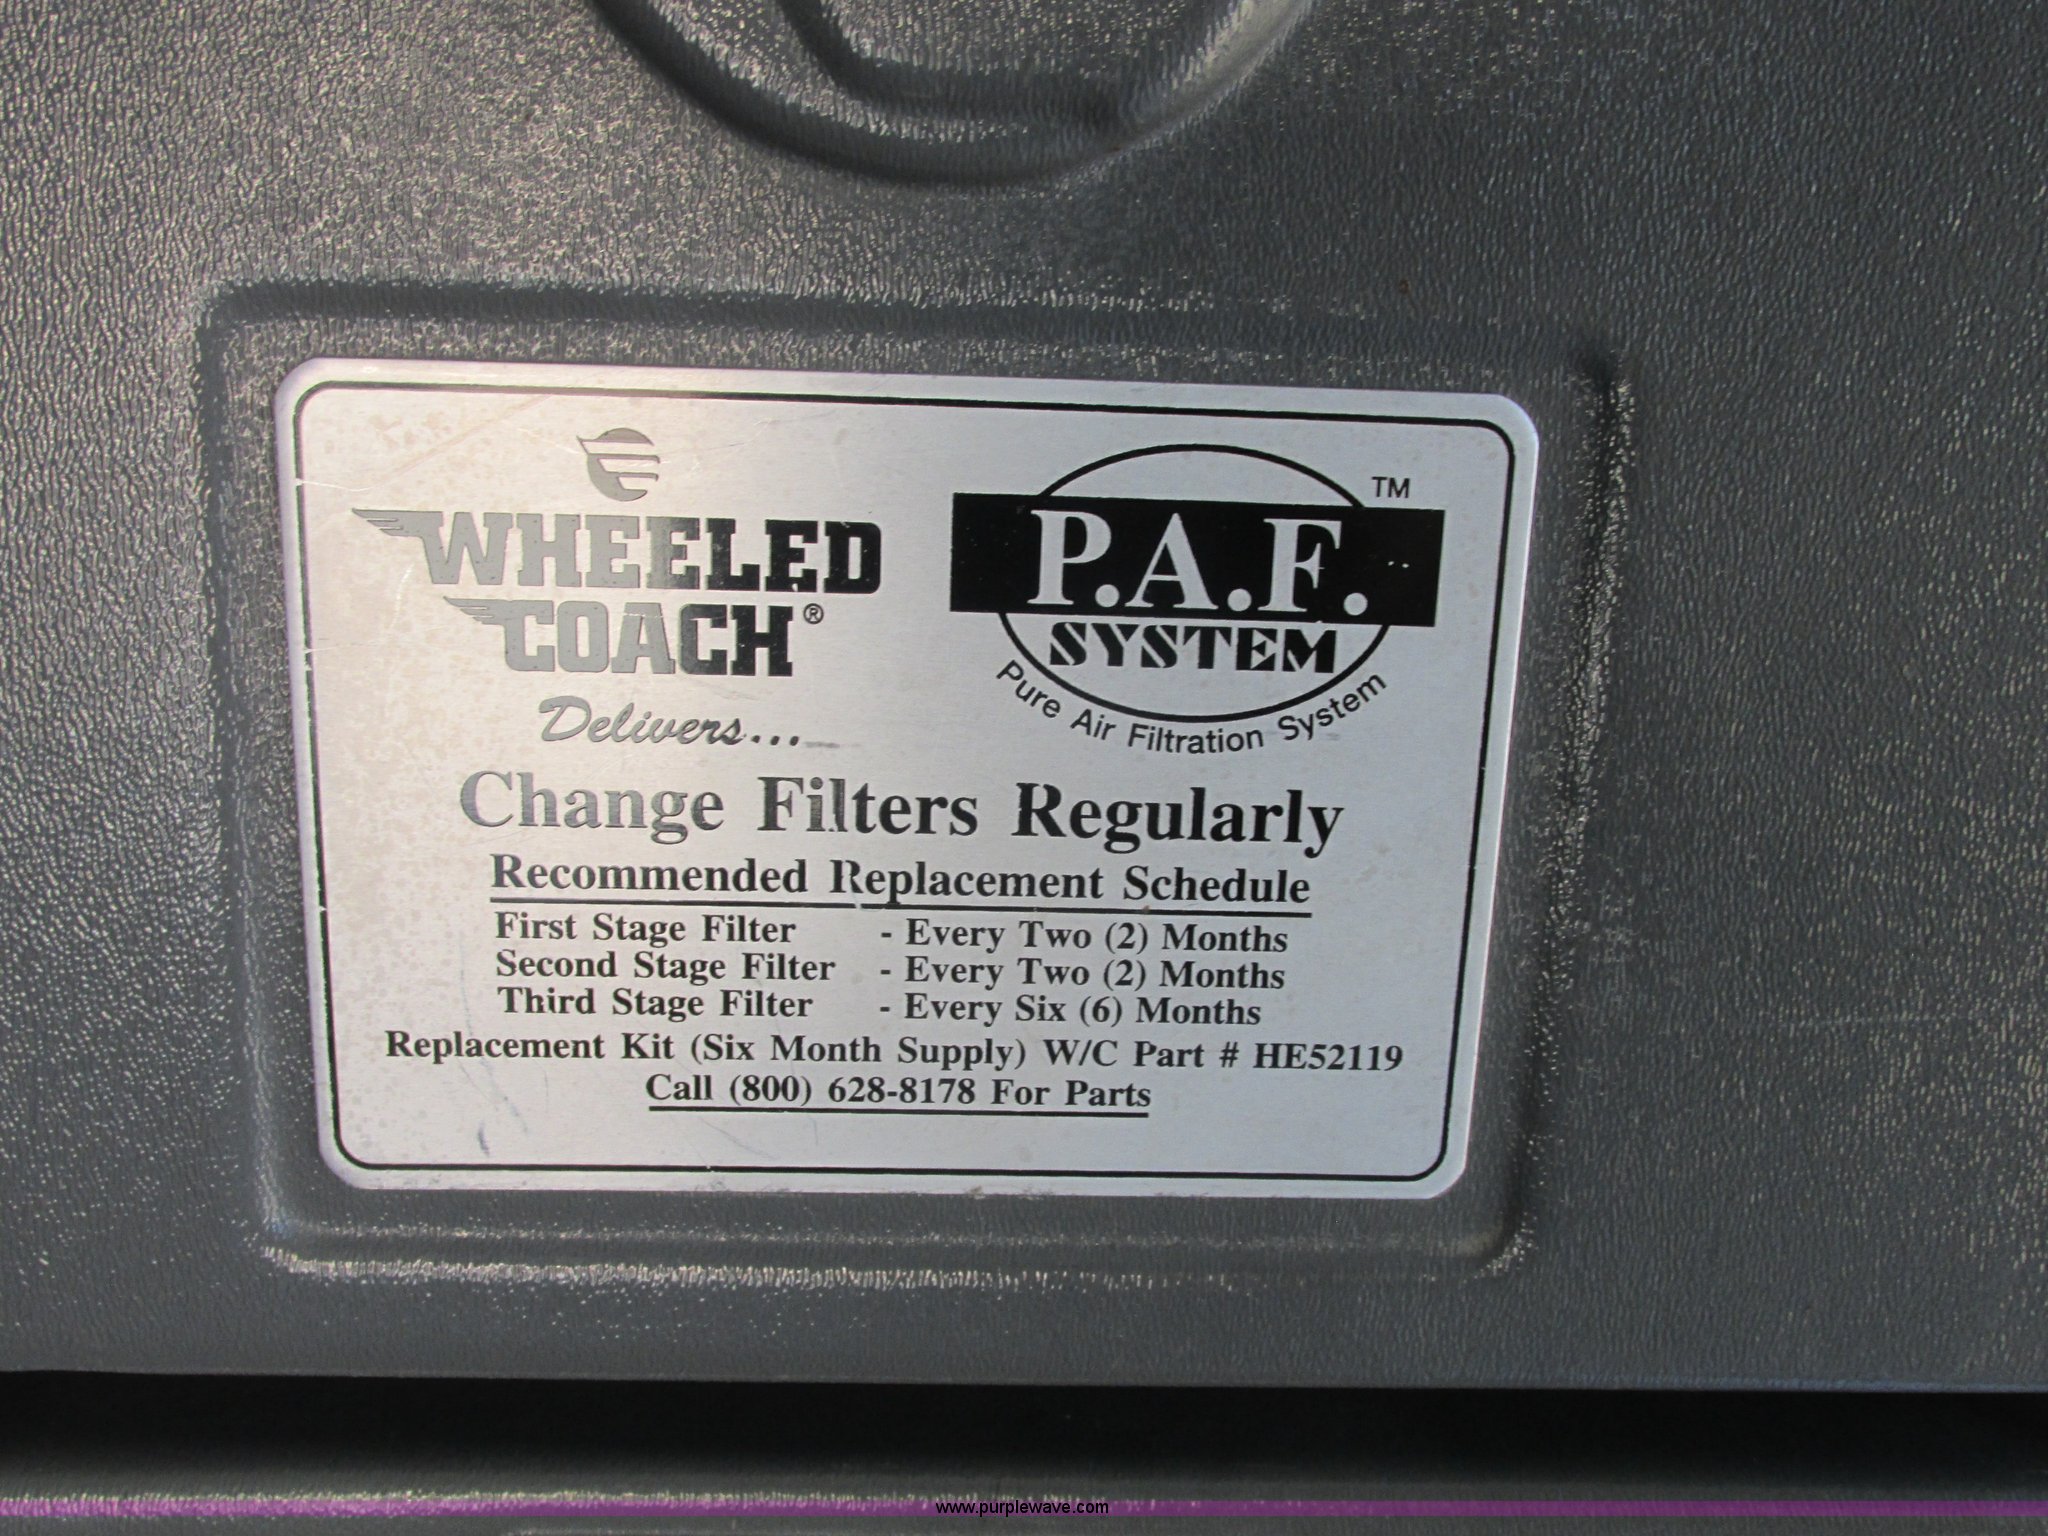 WHEELED
COACH®
Delivers...
P.A.F.™
SYSTEM
Pure Air Filtration System
Change Filters Regularly
Recommended Replacement Schedule
First Stage Filter - Every Two (2) Months
Second Stage Filter - Every Two (2) Months
Third Stage Filter - Every Six (6) Months
Replacement Kit (Six Month Supply) W/C Part # HE52119
Call (800) 628-8178 For Parts
www.purplewave.com